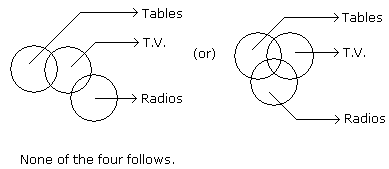 Tables
T.V.
Radios
(or)
Tables
T.V.
Radios
None of the four follows.